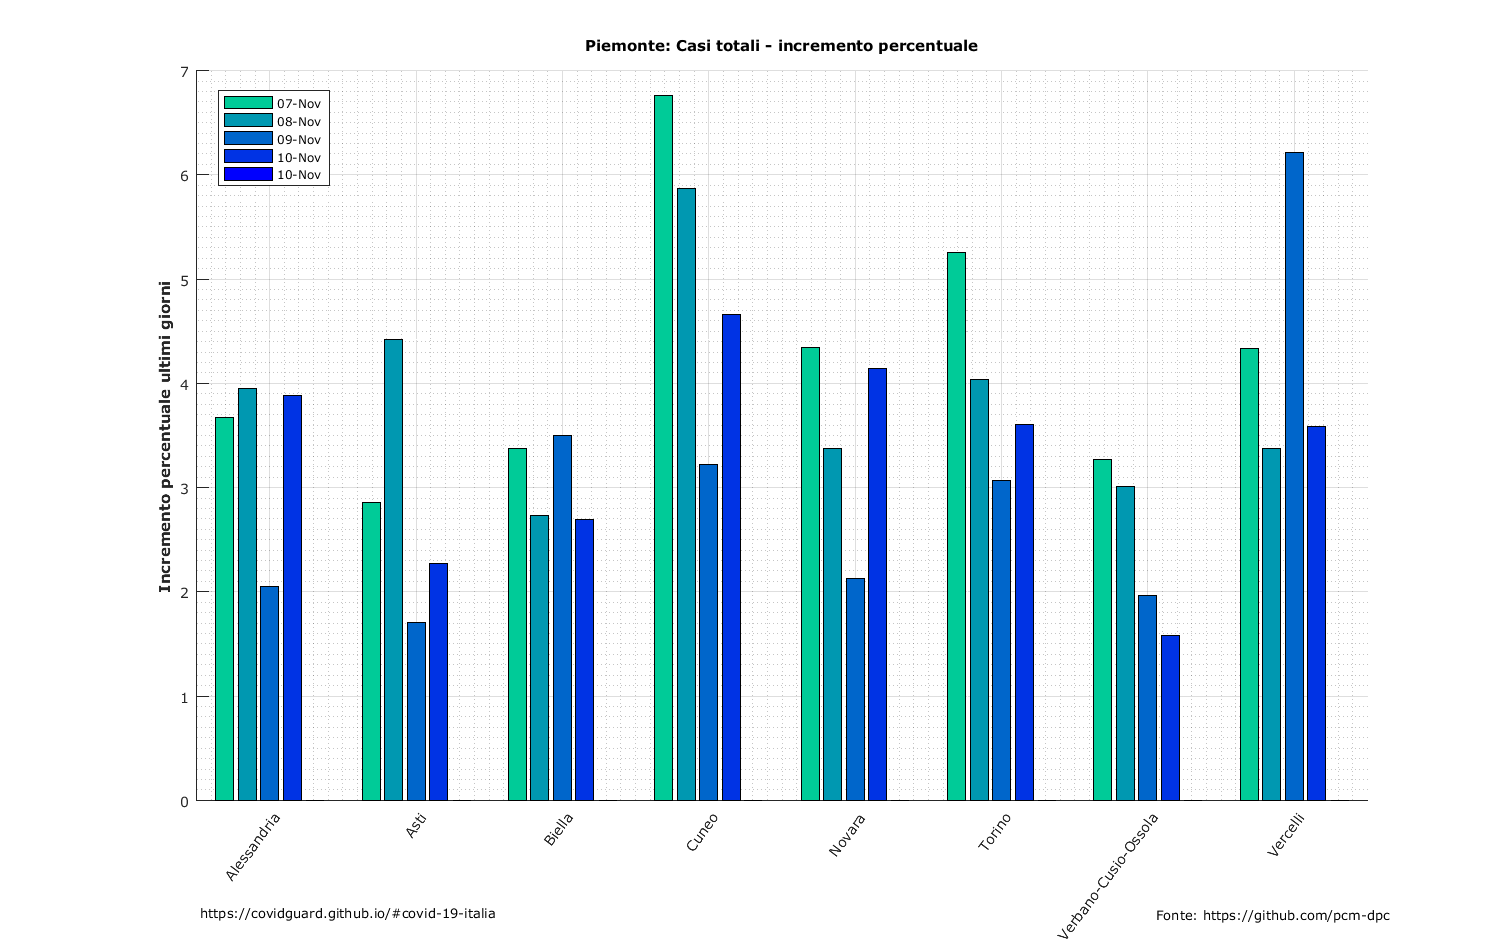 Piemonte: Casi totali - incremento percentuale
7
6
5
4
3
2
1
0
Incremento percentuale ultimi giorni
07-Nov
08-Nov
09-Nov
10-Nov
10-Nov
Alessandria
Asti
Biella
Cuneo
Novara
Torino
Verbano-Cusio-Ossola
Vercelli
https://covidguard.github.io/#covid-19-italia
Fonte: https://github.com/pcm-dpc